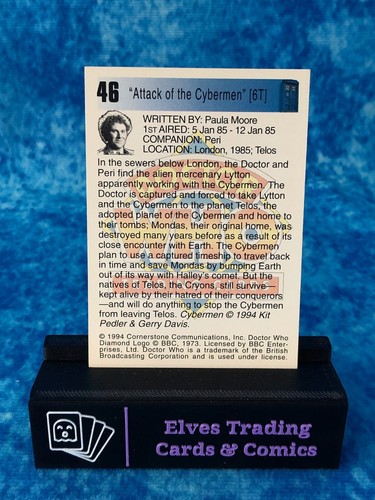 46 "Attack of the Cybermen" [6T]
WRITTEN BY: Paula Moore
1ST AIRED: 5 Jan 85 - 12 Jan 85
COMPANION: Peri
LOCATION: London, 1985; Telos
In the sewers below London, the Doctor and
Peri find the alien mercenary Lytton
apparently working with the Cybermen. The
Doctor is captured and forced to take Lytton
and the Cybermen to the planet Telos, the
adopted planet of the Cybermen and home to
their tombs; Mondas, their original home, was
destroyed many years before as a result of its
close encounter with Earth. The Cybermen
plan to use a captured timeship to travel back
in time and save Mondas by bumping Earth
out of its way with Halley's comet. But the
natives of Telos, the Cryons, still survive—
kept alive by their hatred of their conquerors
—and will do anything to stop the Cybermen
from leaving Telos. Cybermen © 1994 Kit
Pedler & Gerry Davis.
© 1994 Cornerstone Communications, Inc. Doctor Who
Diamond Logo © BBC, 1973. Licensed by BBC Enter-
prises, Ltd. Doctor Who is a trademark of the British
Broadcasting Corporation and is used under license.
Elves Trading
Cards & Comics